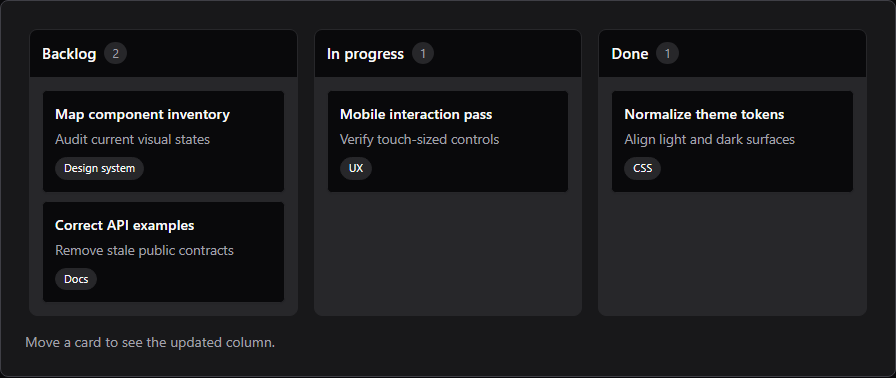 Backlog 2
Map component inventory
Audit current visual states
Design system
Correct API examples
Remove stale public contracts
Docs
In progress 1
Mobile interaction pass
Verify touch-sized controls
UX
Done 1
Normalize theme tokens
Align light and dark surfaces
CSS
Move a card to see the updated column.